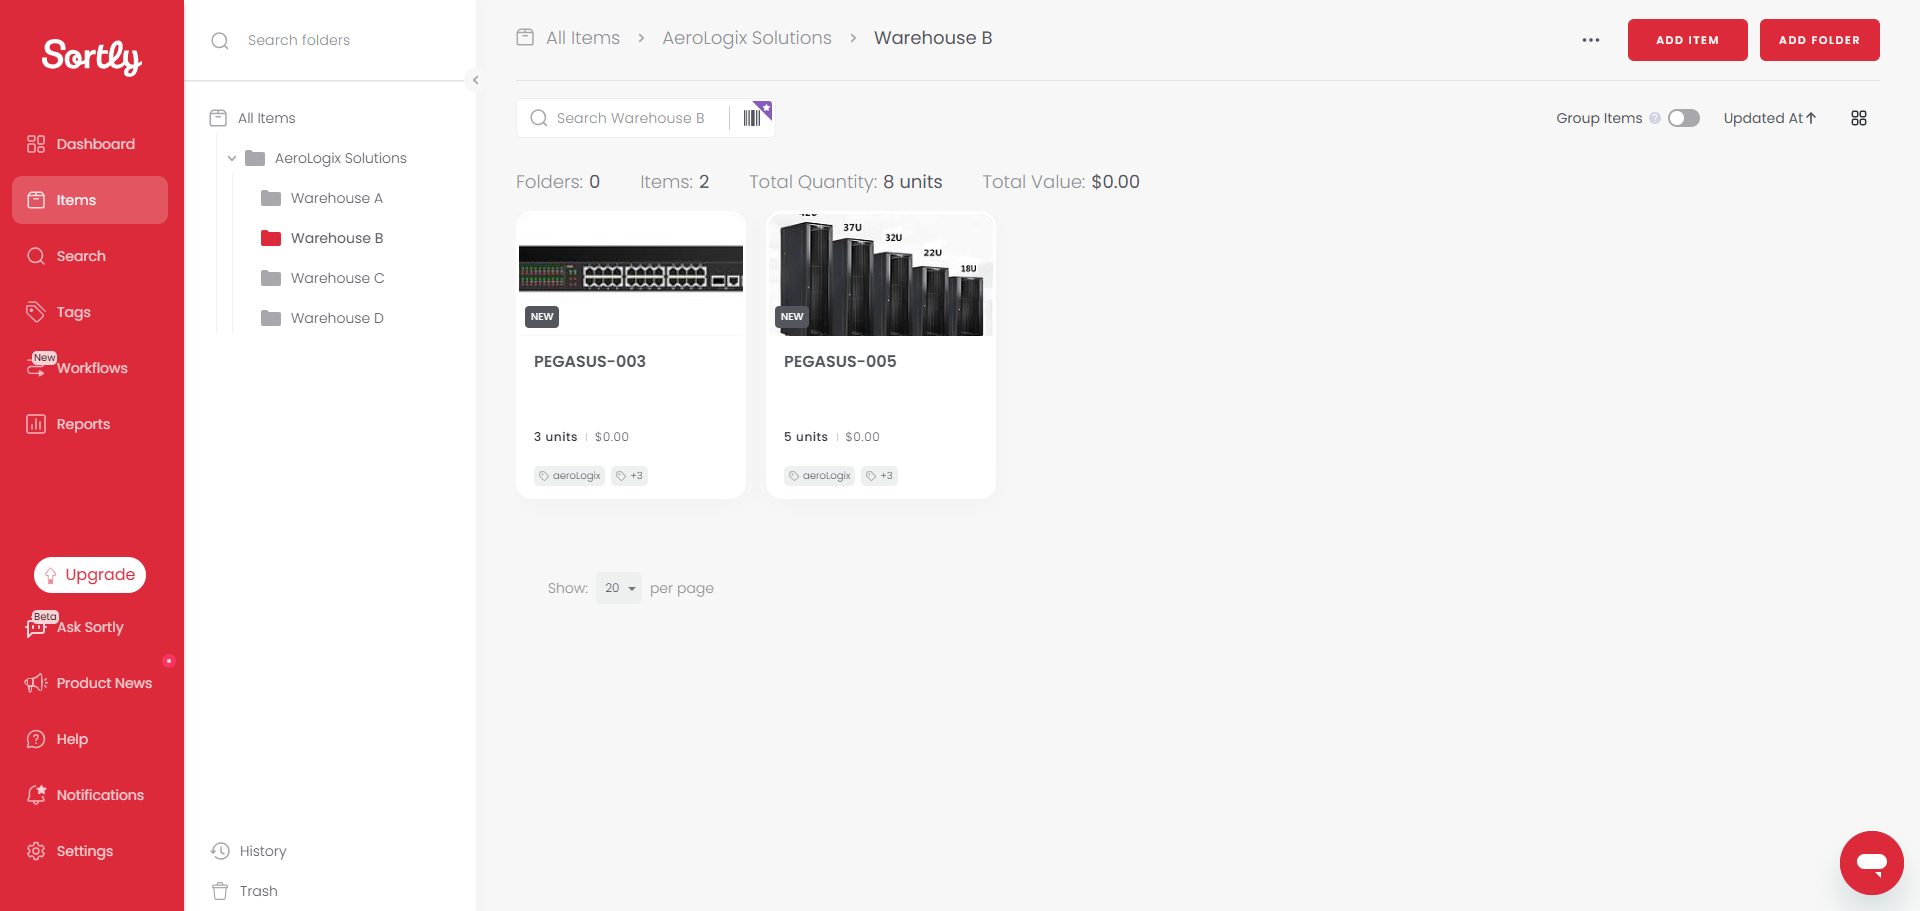 Sortly
Dashboard
Items
Search
Tags
New
Workflows
Reports
Upgrade
Beta
Ask Sortly
Product News
Help
Notifications
Settings
Search folders
All Items
AeroLogix Solutions
Warehouse A
Warehouse B
Warehouse C
Warehouse D
History
Trash
All Items > AeroLogix Solutions > Warehouse B
ADD ITEM
ADD FOLDER
Search Warehouse B
Group Items ?
Updated At
Folders: 0 Items: 2 Total Quantity: 8 units Total Value: $0.00
NEW
PEGASUS-003
3 units $0.00
aeroLogix +3
42U
37U
32U
22U
18U
NEW
PEGASUS-005
5 units $0.00
aeroLogix +3
Show: 20 per page